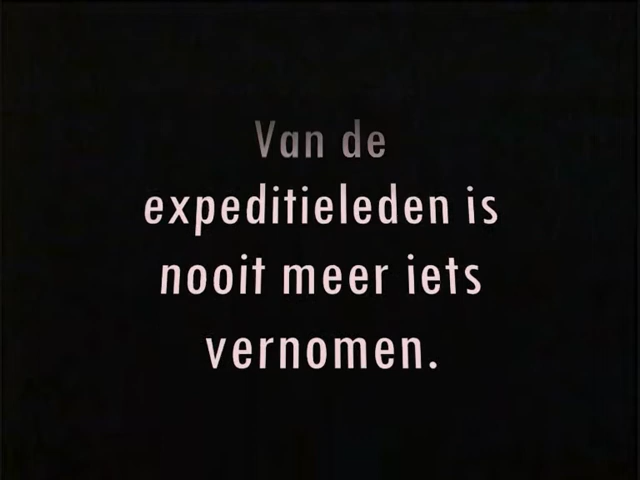 Van de
expeditieleden is
nooit meer iets
vernomen.